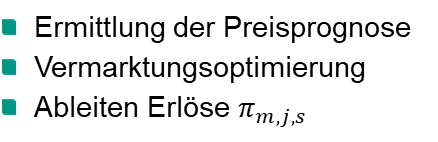 Ermittlung der Preisprognose
Vermarktungsoptimierung
Ableiten Erlöse π_{m,j,s}